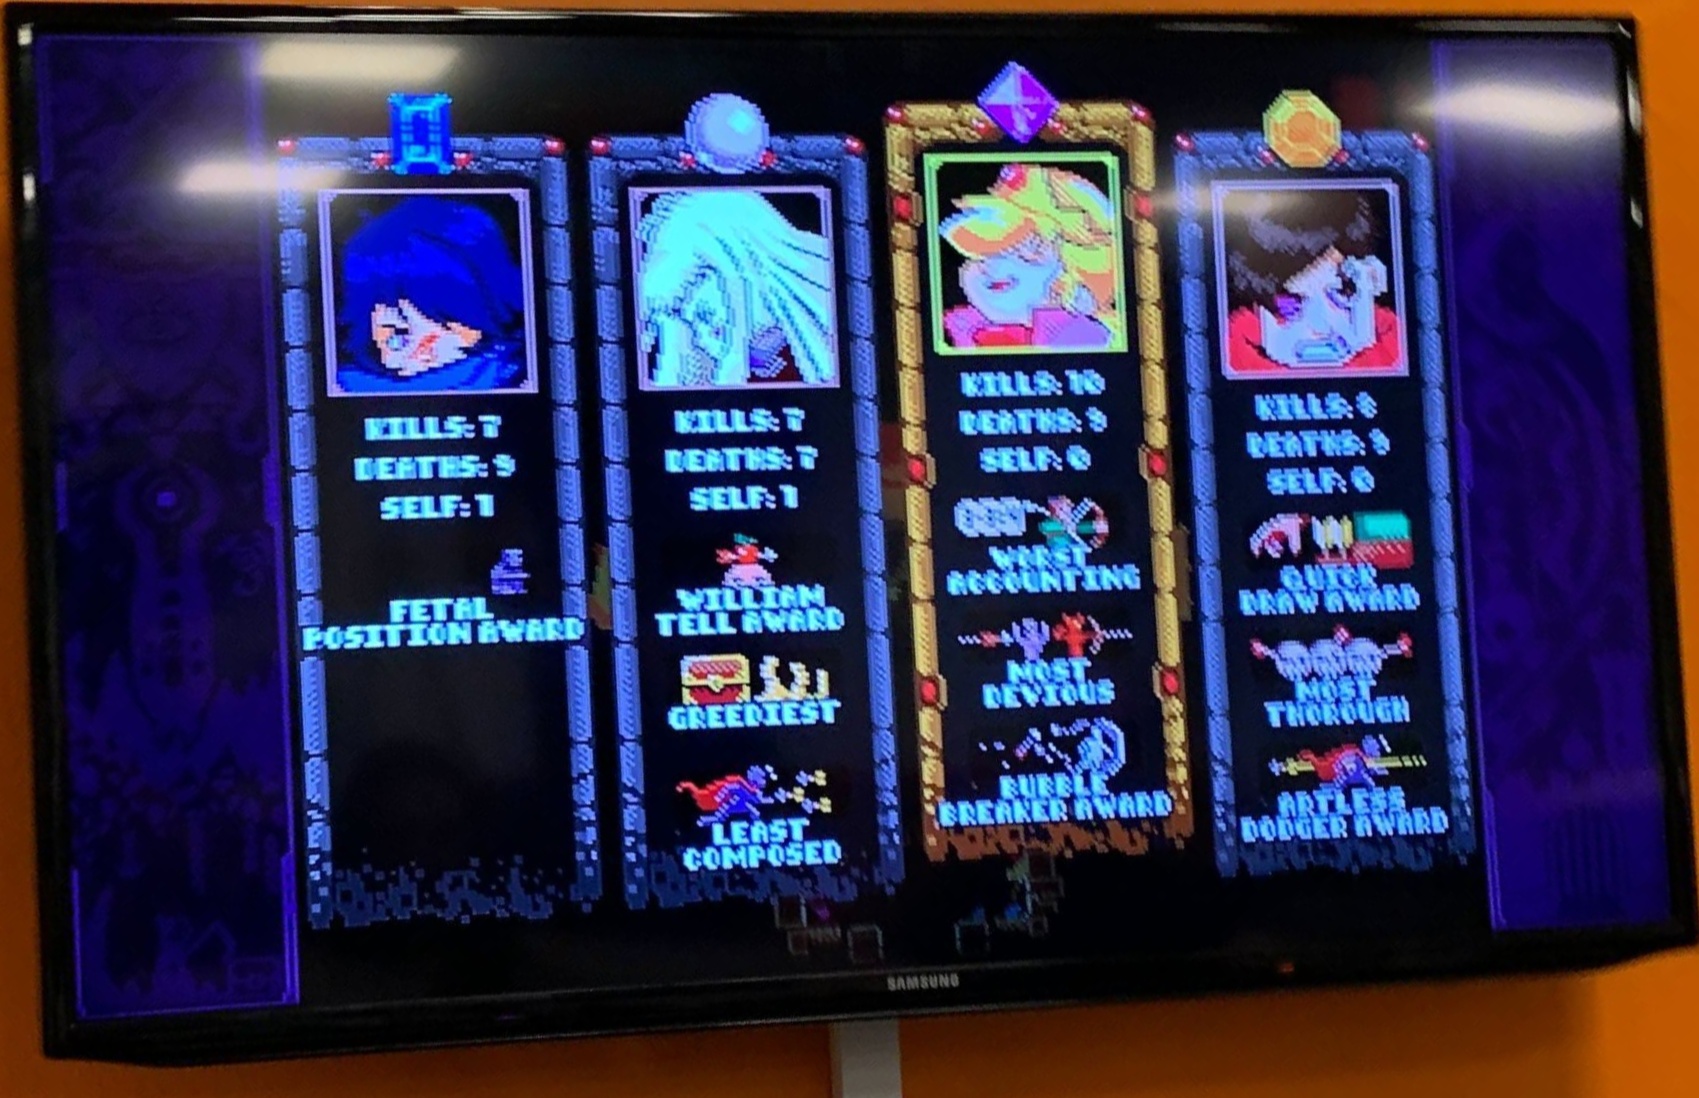 KILLS: 7
DEATHS: 9
SELF: 1
FETAL
POSITION AWARD
KILLS: 7
DEATHS: 7
SELF: 1
WILLIAM
TELL AWARD
GREEDIEST
LEAST
COMPOSED
KILLS: 10
DEATHS: 9
SELF: 0
WORST
ACCOUNTING
MOST
DEVIOUS
BUBBLE
BREAKER AWARD
KILLS:
DEATHS: 9
SELF: 0
QUICK
DRAW AWARD
MOST
THOROUGH
ARTLESS
DODGER AWARD
SAMSUNG